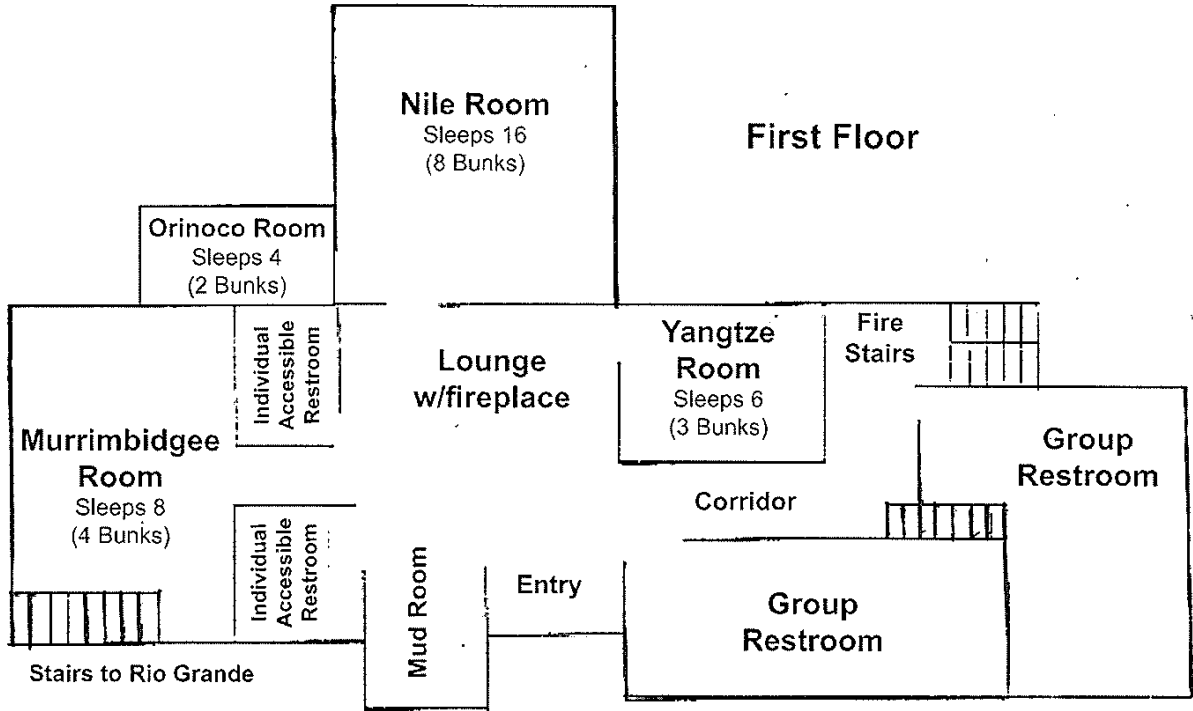 Nile Room
Sleeps 16
(8 Bunks)
First Floor
Orinoco Room
Sleeps 4
(2 Bunks)
Individual
Accessible
Restroom
Lounge
w/fireplace
Yangtze
Room
Sleeps 6
(3 Bunks)
Fire
Stairs
Murrimbidgee
Room
Sleeps 8
(4 Bunks)
Group
Restroom
Corridor
Individual
Accessible
Restroom
Mud Room
Entry
Group
Restroom
Stairs to Rio Grande